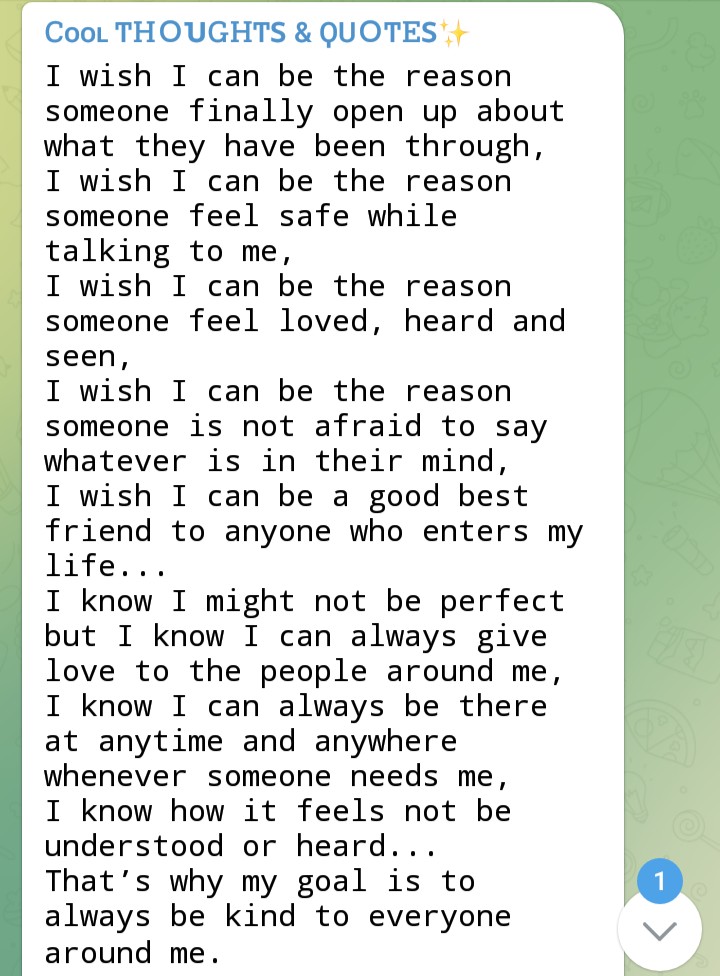 Cool THOUGHTS & QUOTES✨
I wish I can be the reason
someone finally open up about
what they have been through,
I wish I can be the reason
someone feel safe while
talking to me,
I wish I can be the reason
someone feel loved, heard and
seen,
I wish I can be the reason
someone is not afraid to say
whatever is in their mind,
I wish I can be a good best
friend to anyone who enters my
life...
I know I might not be perfect
but I know I can always give
love to the people around me,
I know I can always be there
at anytime and anywhere
whenever someone needs me,
I know how it feels not be
understood or heard...
That’s why my goal is to
always be kind to everyone
around me.
1